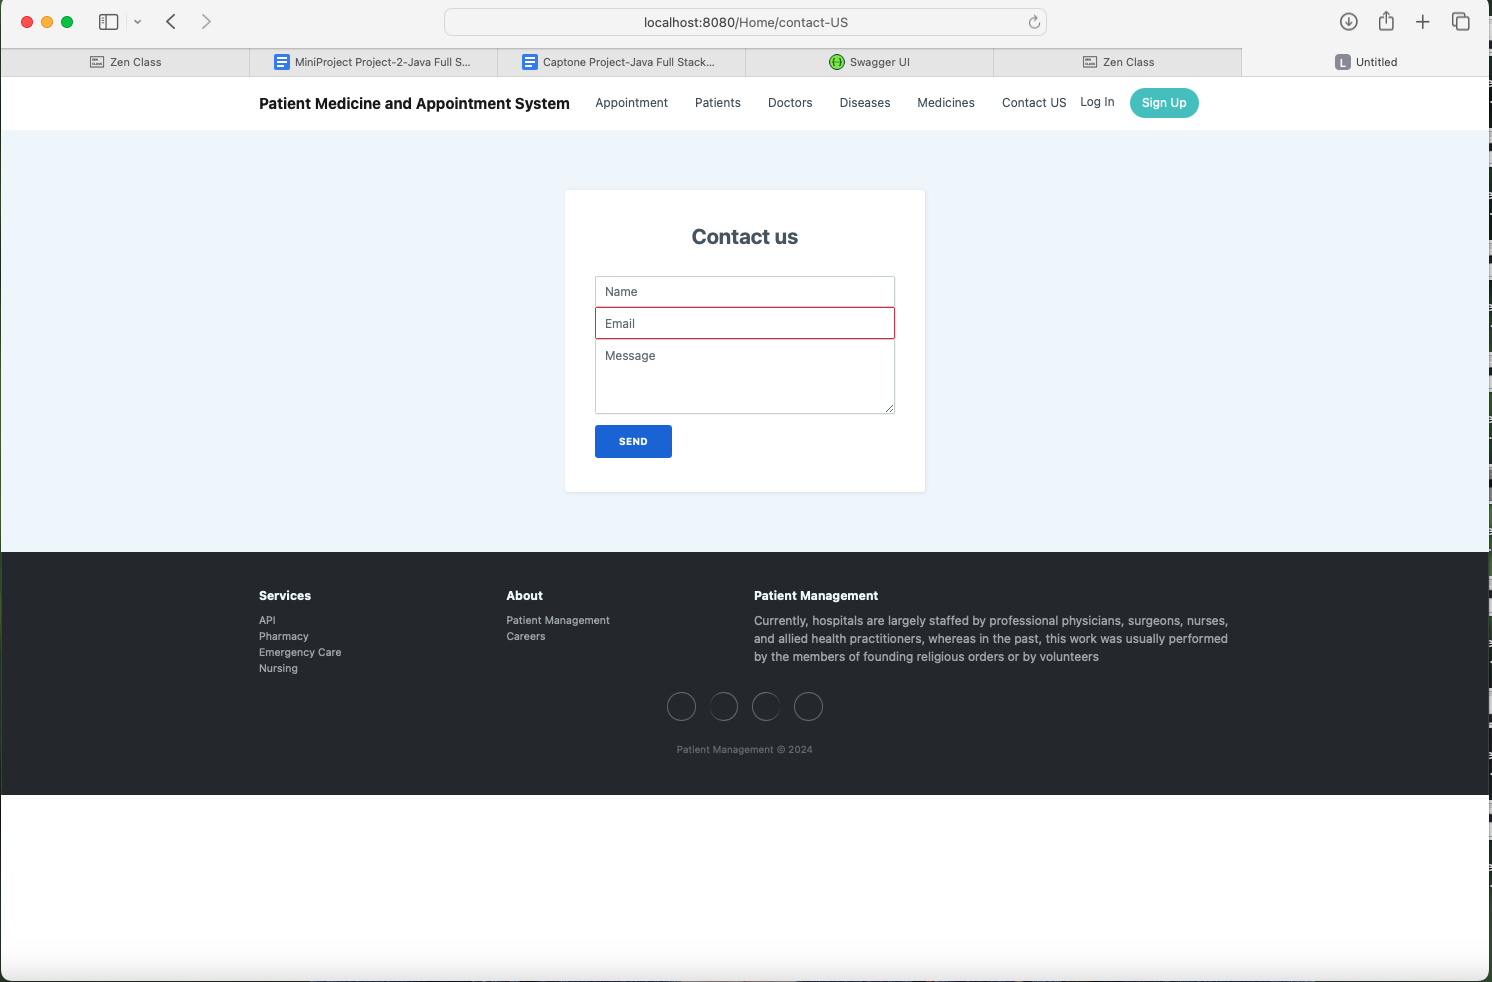 localhost:8080/Home/contact-US
Zen Class
MiniProject Project-2-Java Full S...
Captone Project-Java Full Stack...
Swagger UI
Zen Class
L Untitled
Patient Medicine and Appointment System
Appointment
Patients
Doctors
Diseases
Medicines
Contact US
Log In
Sign Up
Contact us
Name
Email
Message
SEND
Services
API
Pharmacy
Emergency Care
Nursing
About
Patient Management
Careers
Patient Management
Currently, hospitals are largely staffed by professional physicians, surgeons, nurses,
and allied health practitioners, whereas in the past, this work was usually performed
by the members of founding religious orders or by volunteers
Patient Management © 2024